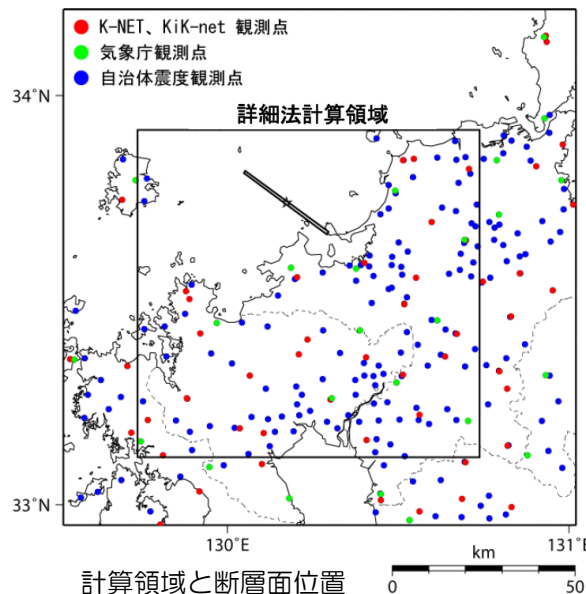 K-NET、KiK-net 観測点
気象庁観測点
自治体震度観測点
34°N
詳細法計算領域
33°N
130°E
131°E
km
計算領域と断層面位置
0 50